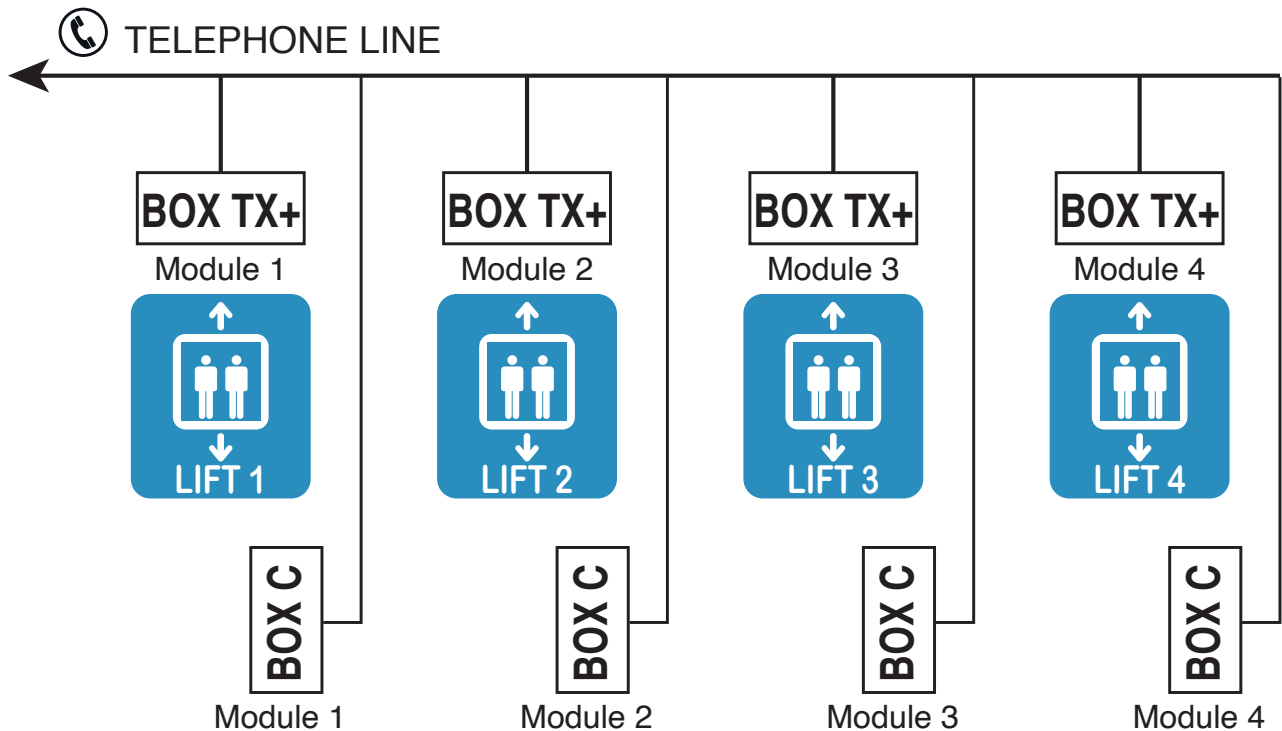 TELEPHONE LINE
BOX TX+ BOX TX+ BOX TX+ BOX TX+
Module 1 Module 2 Module 3 Module 4
LIFT 1 LIFT 2 LIFT 3 LIFT 4
BOX C BOX C BOX C BOX C
Module 1 Module 2 Module 3 Module 4